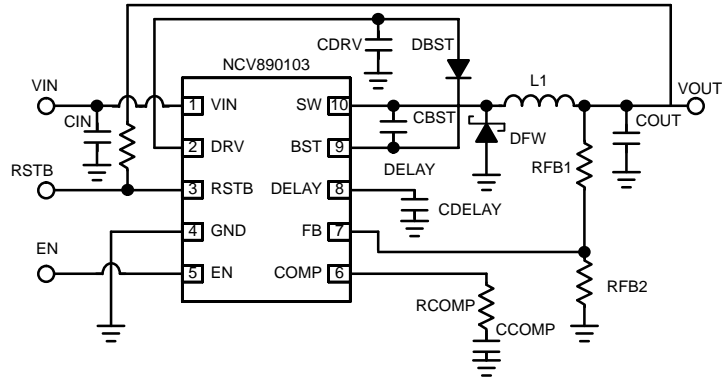 CDRV
DBST
NCV890103
VIN
L1
VOUT
1 VIN
SW 10
CIN
CBST
COUT
DFW
2 DRV
BST 9
RFB1
RSTB
DELAY
3 RSTB
DELAY 8
CDELAY
4 GND
FB 7
EN
5 EN
COMP 6
RFB2
RCOMP
CCOMP